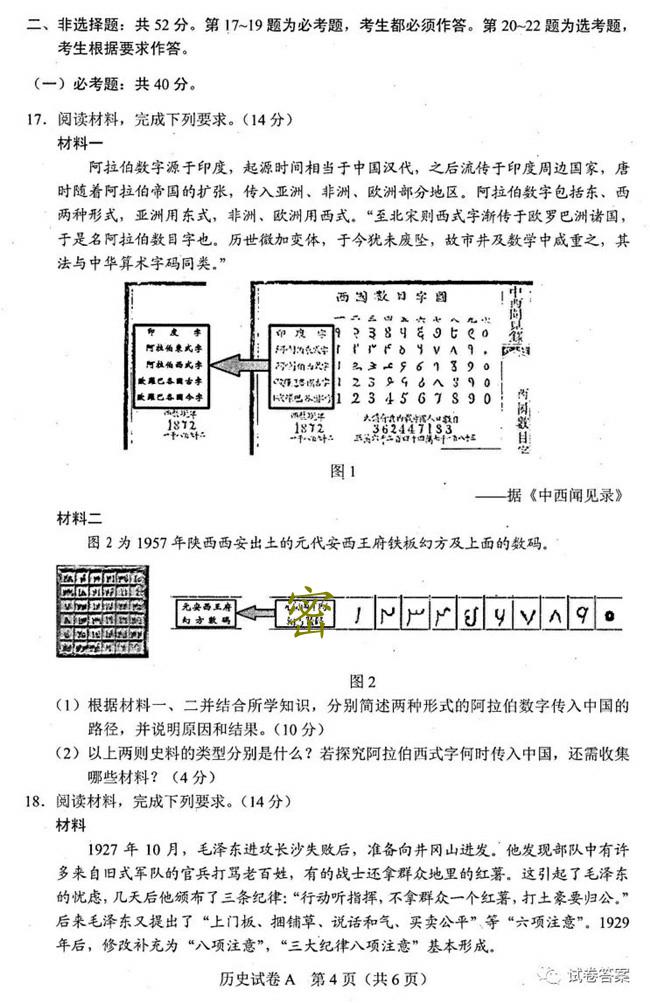 二、非选择题：共 52 分。第 17~19 题为必考题，考生都必须作答。第 20~22 题为选考题，
考生根据要求作答。
（一）必考题：共 40 分。
17．阅读材料，完成下列要求。（14 分）
材料一
阿拉伯数字源于印度，起源时间相当于中国汉代，之后流传于印度周边国家，唐
时随着阿拉伯帝国的扩张，传入亚洲、非洲、欧洲部分地区。阿拉伯数字包括东、西
两种形式，亚洲用东式，非洲、欧洲用西式。“至北宋则西式字渐传于欧罗巴洲诸国，
于是名阿拉伯数目字也。历世微加变体，于今犹未废坠，故市井及数学中咸重之，其
法与中华算术字码同类。”
西国数目字圖
中西聞見錄
印度字
阿拉伯東式字
阿拉伯西式字
歐羅巴各國古字
歐羅巴各國今字
印度字
1 2 3 4 5 6 7 8 9 0
西國數目字
1872
1872
362447183
图 1
——据《中西闻见录》
材料二
图 2 为 1957 年陕西西安出土的元代安西王府铁板幻方及上面的数码。
元安西王府
幻方數碼
密
图 2
（1）根据材料一、二并结合所学知识，分别简述两种形式的阿拉伯数字传入中国的
路径，并说明原因和结果。（10 分）
（2）以上两则史料的类型分别是什么？若探究阿拉伯西式字何时传入中国，还需收集
哪些材料？（4 分）
18．阅读材料，完成下列要求。（14 分）
材料
1927 年 10 月，毛泽东进攻长沙失败后，准备向井冈山进发。他发现部队中有许
多来自旧式军队的官兵打骂老百姓，有的战士还拿群众地里的红薯。这引起了毛泽东
的忧虑，几天后他颁布了三条纪律：“行动听指挥，不拿群众一个红薯，打土豪要归公。”
后来毛泽东又提出了“上门板、捆铺草、说话和气、买卖公平”等“六项注意”。1929
年后，修改补充为“八项注意”，“三大纪律八项注意”基本形成。
历史试卷 A 第 4 页（共 6 页）
试卷答案